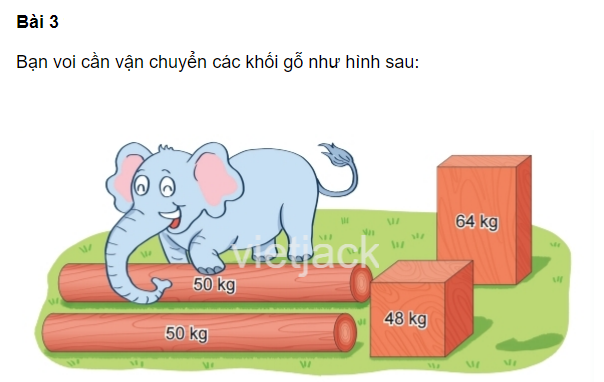 Bài 3
Bạn voi cần vận chuyển các khối gỗ như hình sau:
64 kg
vietjack
50 kg
48 kg
50 kg